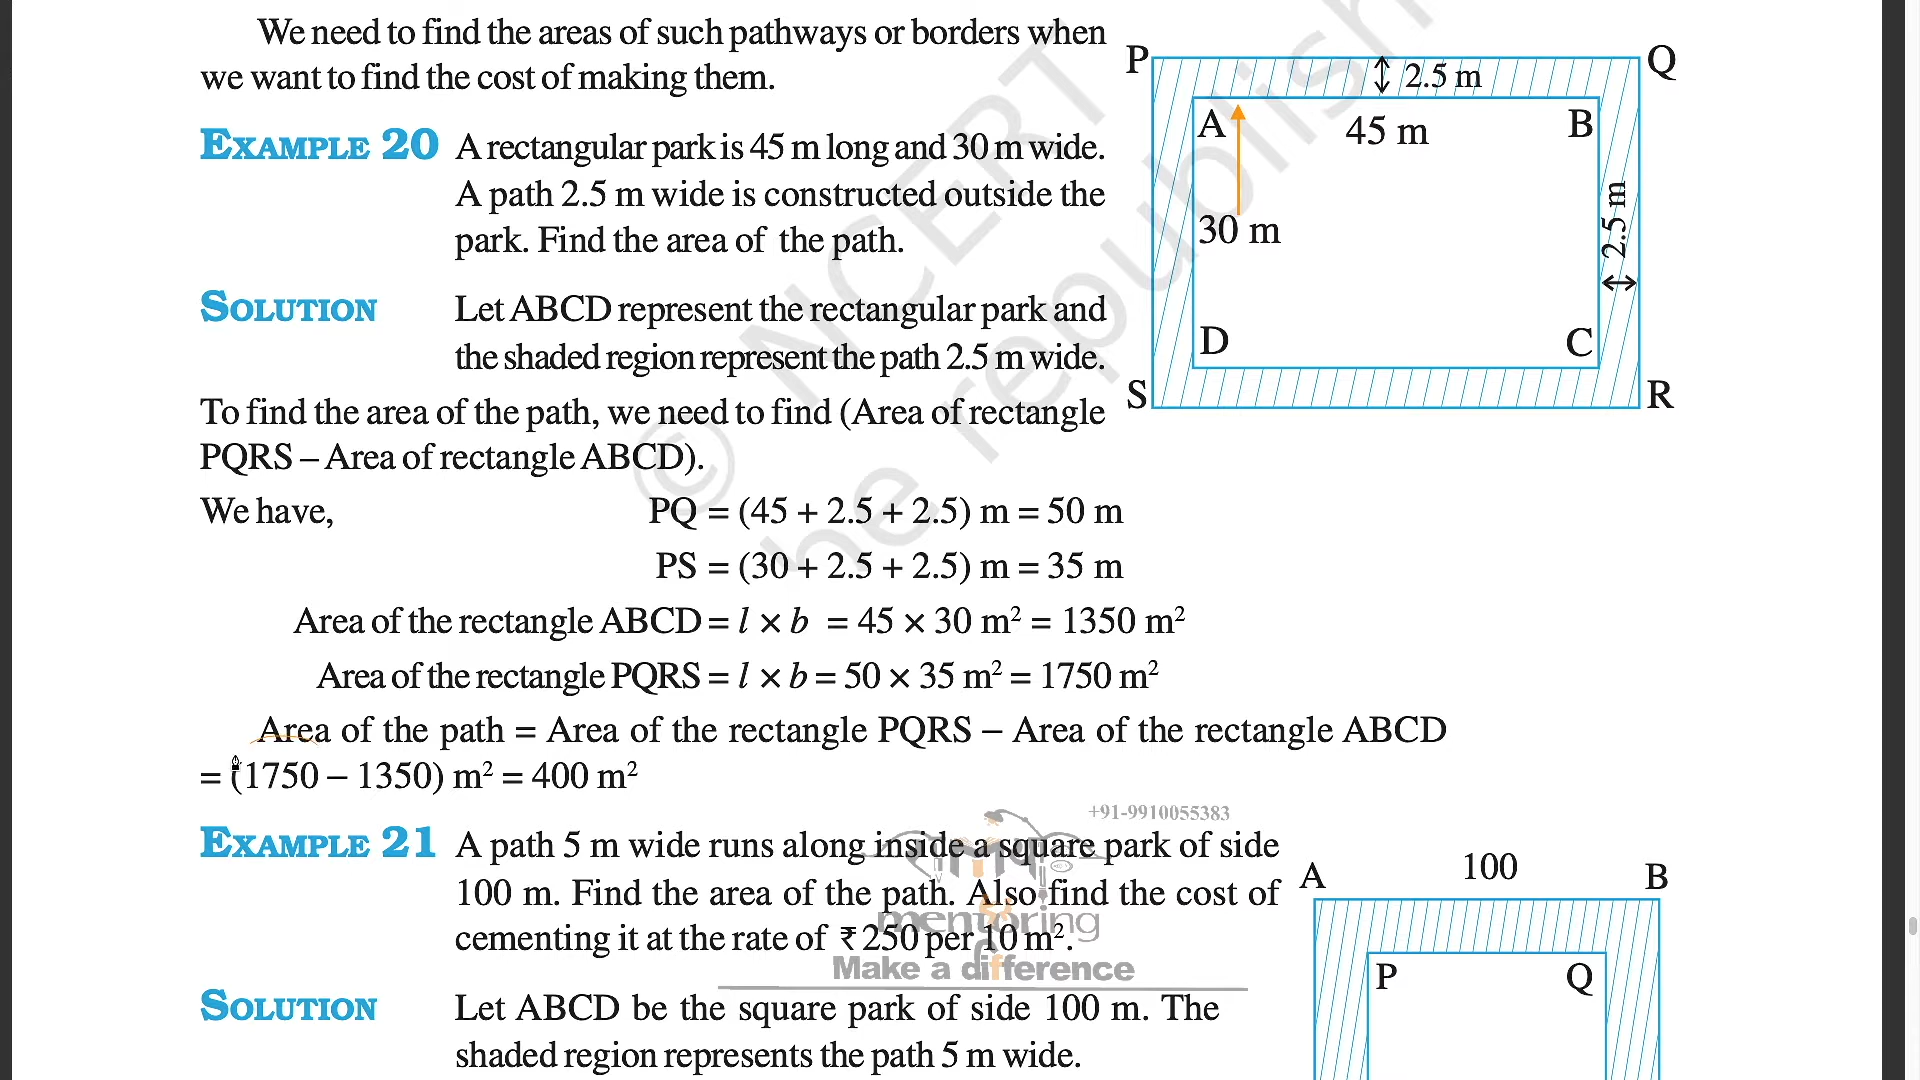 We need to find the areas of such pathways or borders when
we want to find the cost of making them.
EXAMPLE 20 A rectangular park is 45 m long and 30 m wide.
A path 2.5 m wide is constructed outside the
park. Find the area of the path.
SOLUTION Let ABCD represent the rectangular park and
the shaded region represent the path 2.5 m wide.
To find the area of the path, we need to find (Area of rectangle
PQRS – Area of rectangle ABCD).
We have, PQ = (45 + 2.5 + 2.5) m = 50 m
PS = (30 + 2.5 + 2.5) m = 35 m
Area of the rectangle ABCD = l × b = 45 × 30 m² = 1350 m²
Area of the rectangle PQRS = l × b = 50 × 35 m² = 1750 m²
Area of the path = Area of the rectangle PQRS – Area of the rectangle ABCD
= (1750 – 1350) m² = 400 m²
P Q
2.5 m
A 45 m B
30 m
2.5 m
D C
S R
© NCERT
be republish
EXAMPLE 21 A path 5 m wide runs along inside a square park of side
100 m. Find the area of the path. Also find the cost of
cementing it at the rate of ₹ 250 per 10 m².
SOLUTION Let ABCD be the square park of side 100 m. The
shaded region represents the path 5 m wide.
A 100 B
P Q
+91-9910055383
mentoring
Make a difference